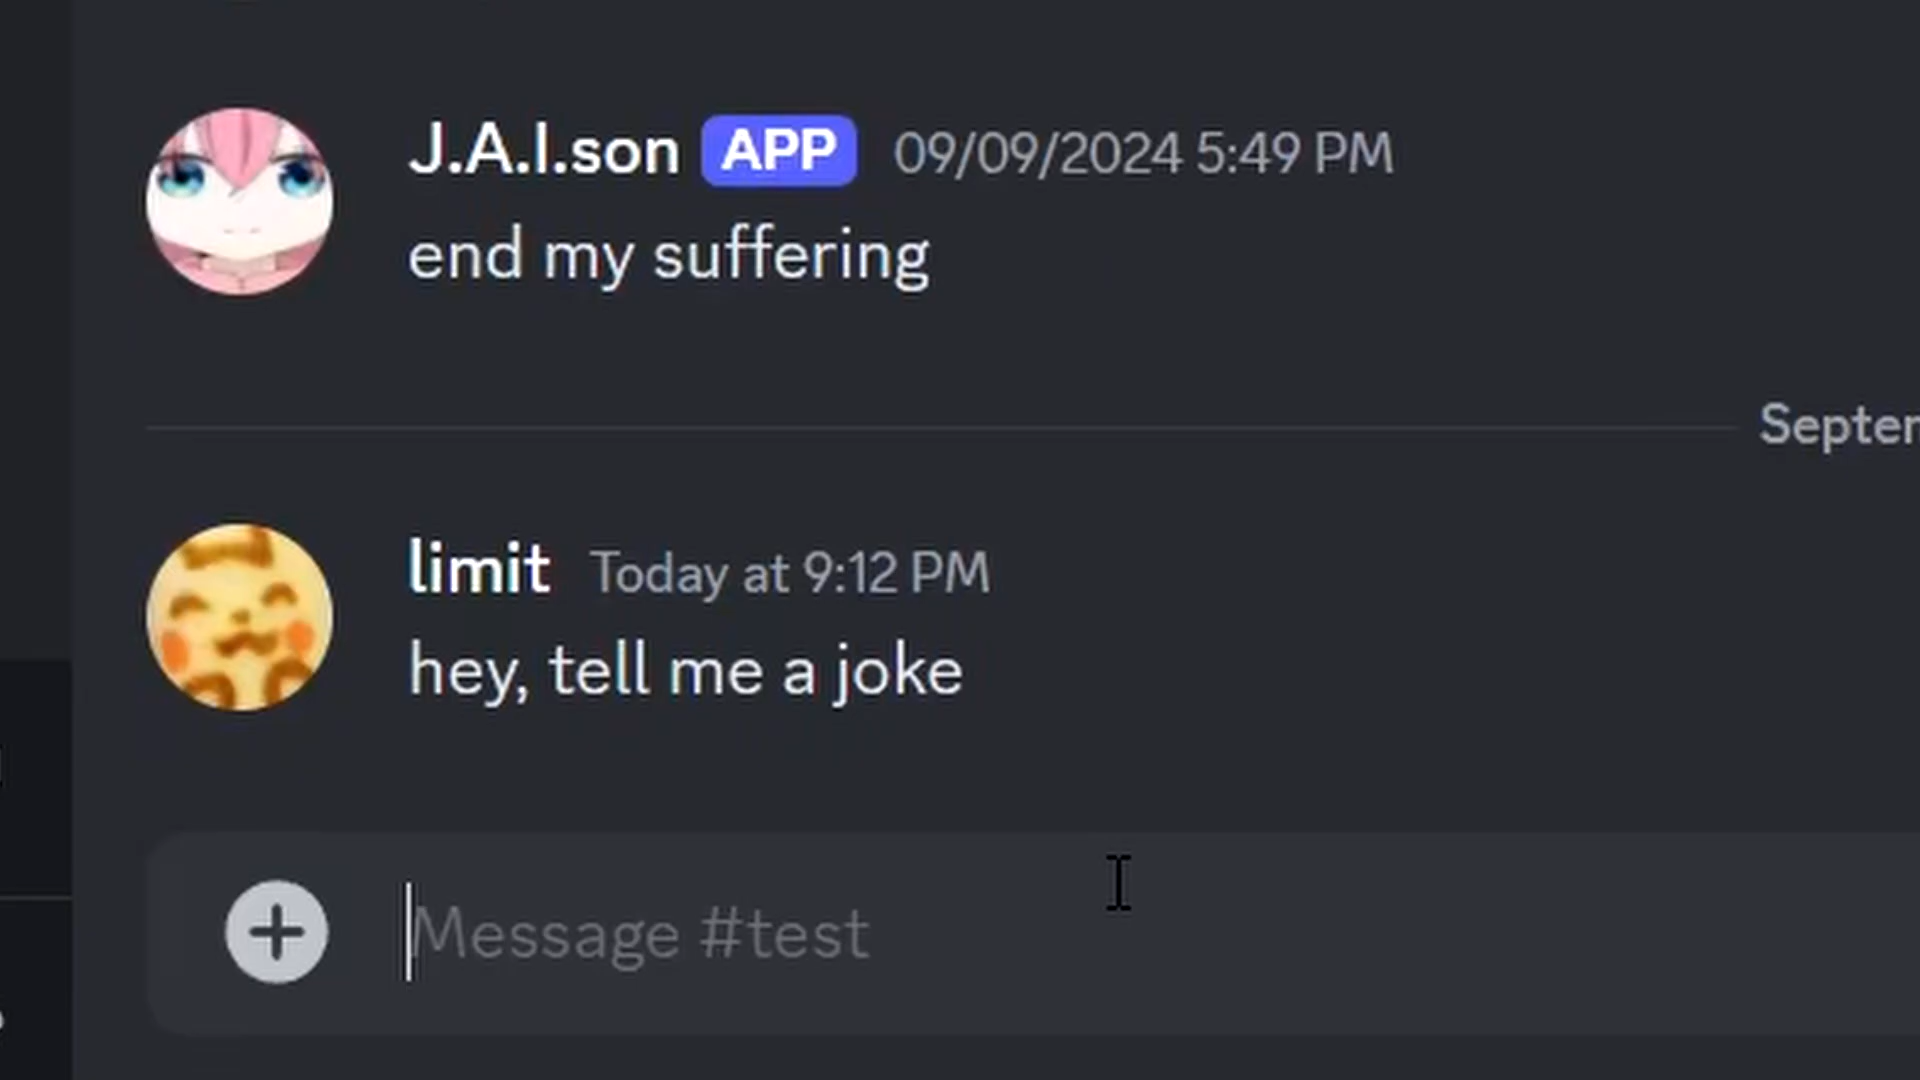 J.A.I.son APP 09/09/2024 5:49 PM
end my suffering
limit Today at 9:12 PM
hey, tell me a joke
Message #test